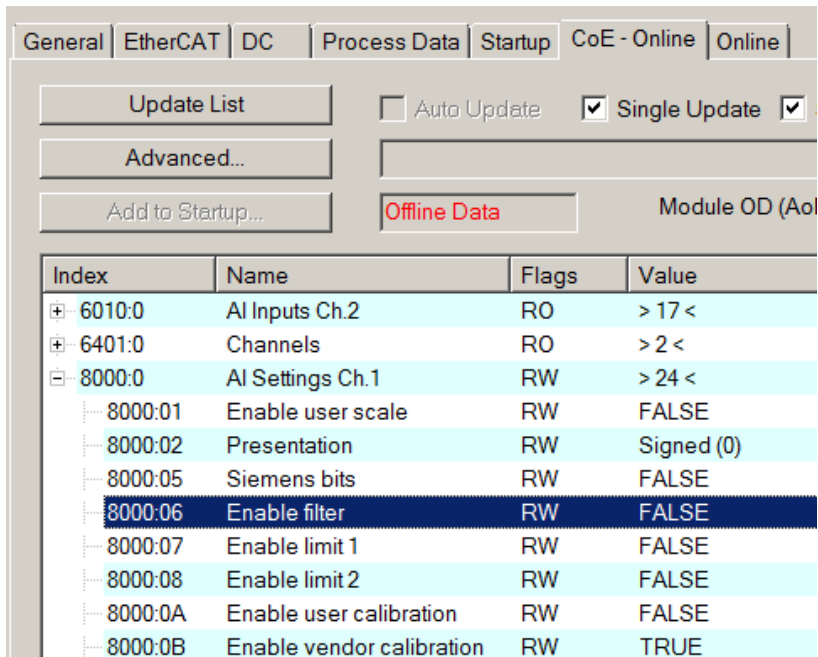 General EtherCAT DC Process Data Startup CoE - Online Online
Update List Auto Update Single Update
Advanced...
Add to Startup... Offline Data Module OD (AoE
Index Name Flags Value
6010:0 AI Inputs Ch.2 RO > 17 <
6401:0 Channels RO > 2 <
8000:0 AI Settings Ch.1 RW > 24 <
8000:01 Enable user scale RW FALSE
8000:02 Presentation RW Signed (0)
8000:05 Siemens bits RW FALSE
8000:06 Enable filter RW FALSE
8000:07 Enable limit 1 RW FALSE
8000:08 Enable limit 2 RW FALSE
8000:0A Enable user calibration RW FALSE
8000:0B Enable vendor calibration RW TRUE